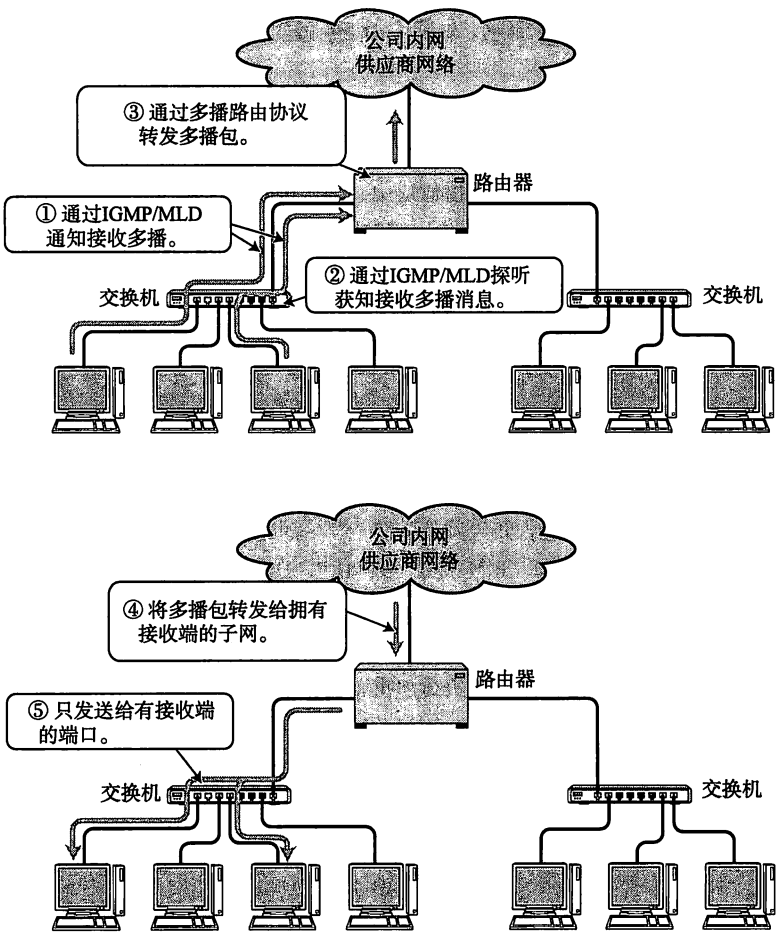 公司内网
供应商网络
③ 通过多播路由协议
转发多播包。
路由器
① 通过IGMP/MLD
通知接收多播。
② 通过IGMP/MLD探听
获知接收多播消息。
交换机
交换机
公司内网
供应商网络
④ 将多播包转发给拥有
接收端的子网。
路由器
⑤ 只发送给有接收端
的端口。
交换机
交换机